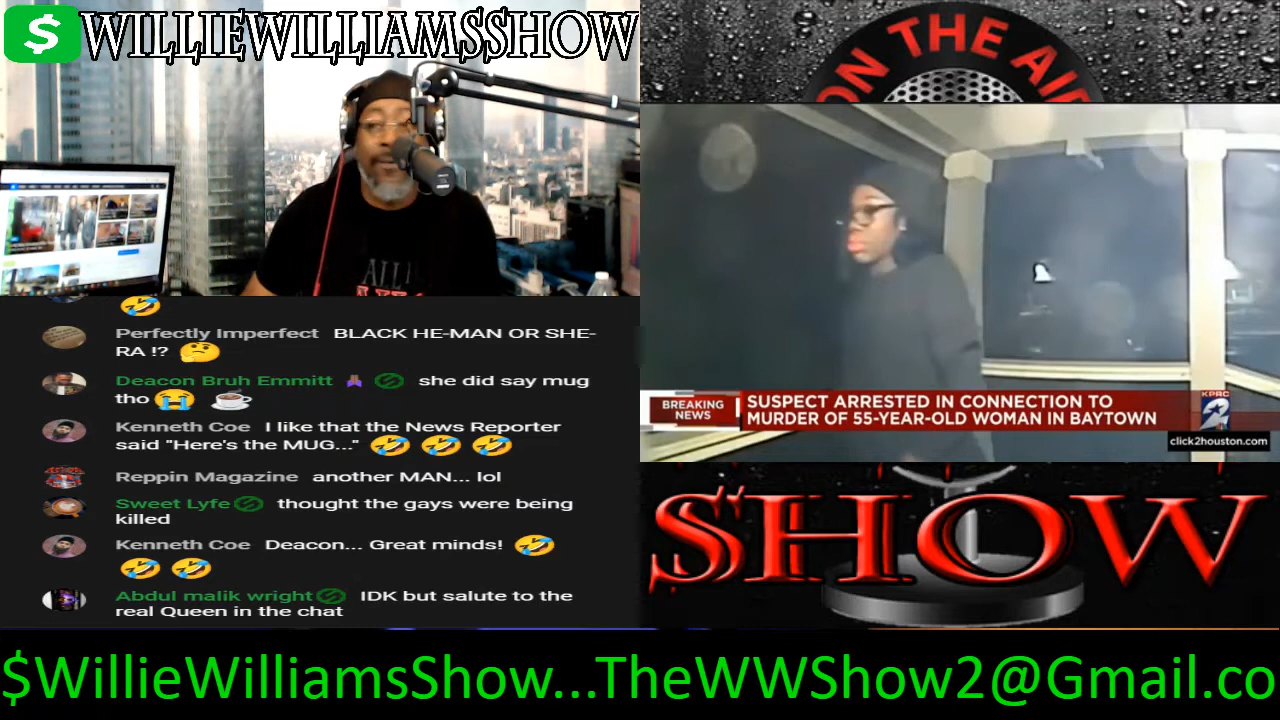 $ WILLIEWILLIAMSSHOW
ON THE AIR
Perfectly Imperfect BLACK HE-MAN OR SHE-
RA !?
Deacon Bruh Emmitt she did say mug
tho
Kenneth Coe I like that the News Reporter
said "Here's the MUG..."
Reppin Magazine another MAN... lol
Sweet Lyfe thought the gays were being
killed
Kenneth Coe Deacon... Great minds!
Abdul malik wright IDK but salute to the
real Queen in the chat
BREAKING
NEWS
SUSPECT ARRESTED IN CONNECTION TO
MURDER OF 55-YEAR-OLD WOMAN IN BAYTOWN
KPRC
2
click2houston.com
SHOW
$WillieWilliamsShow...TheWWShow2@Gmail.co